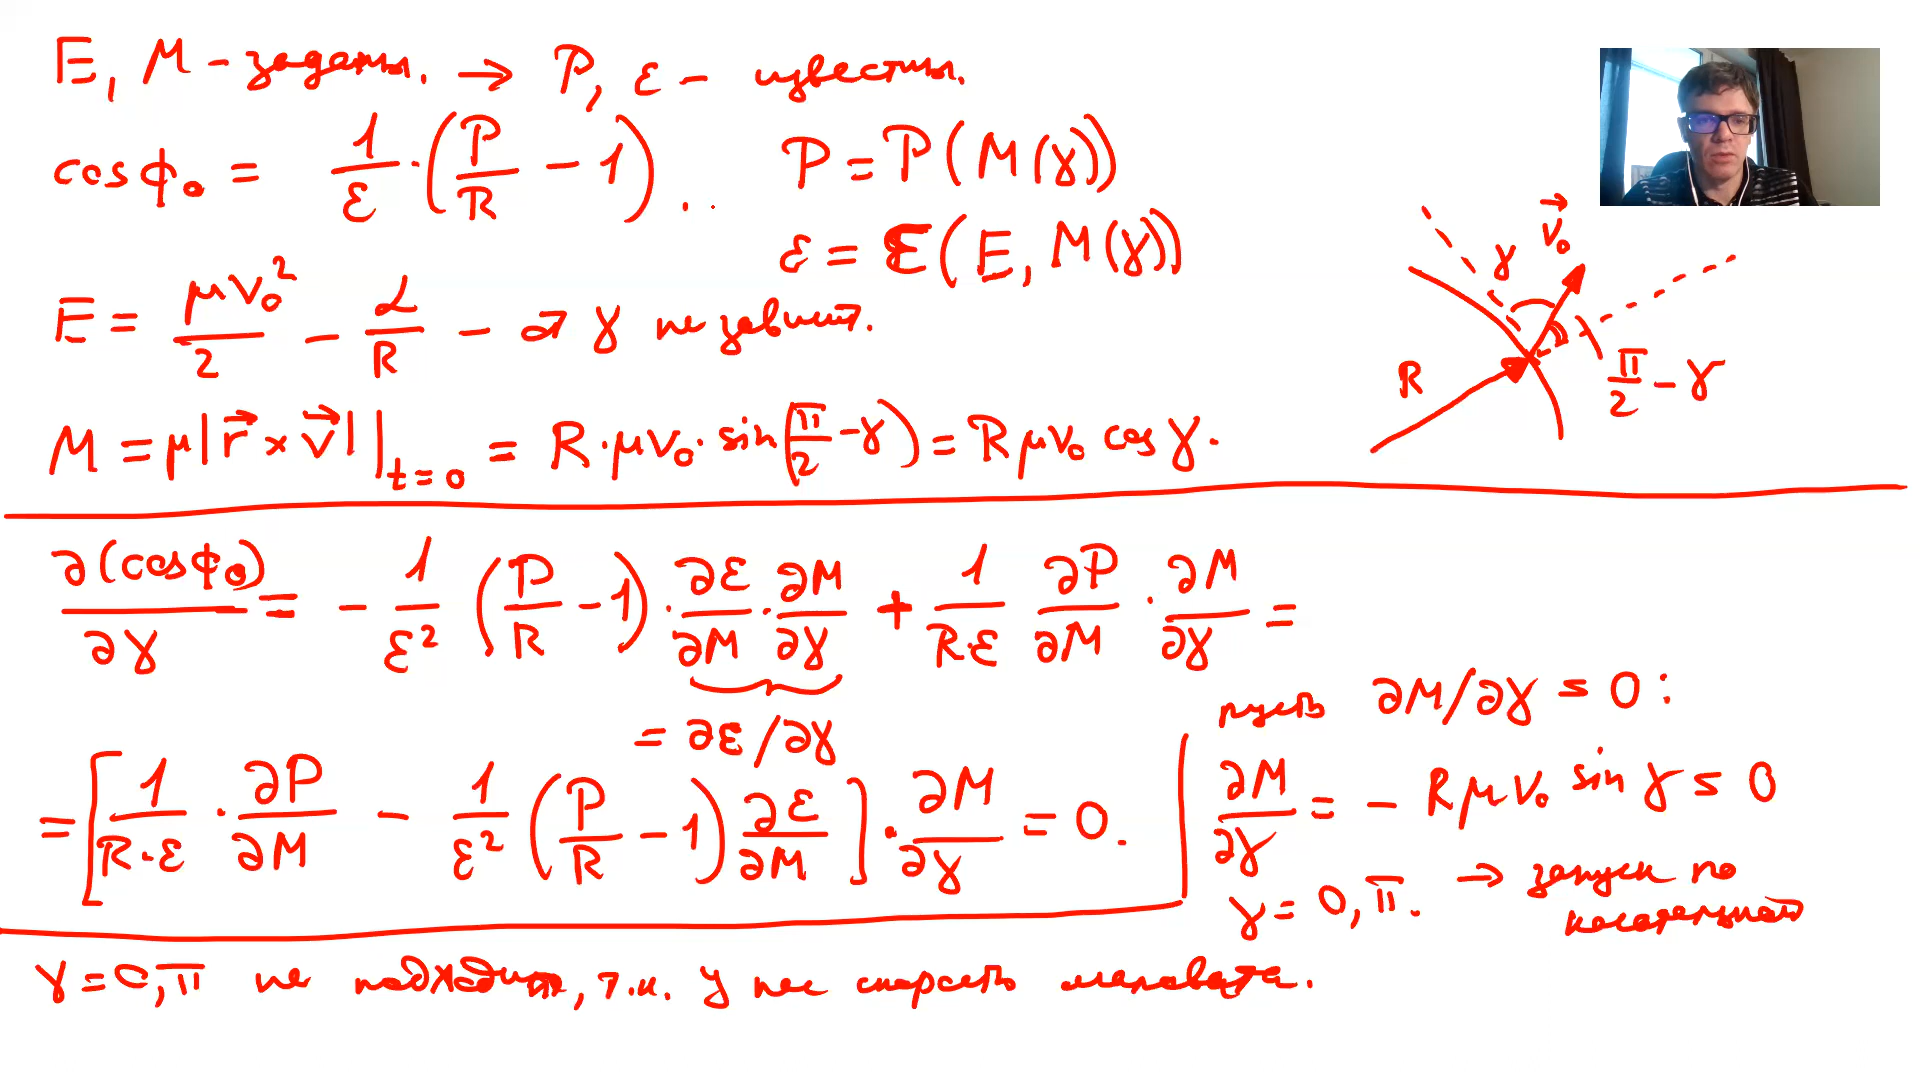 E, M – заданы. → P, ε – известны.
cos φ₀ = 1/ε · (P/R − 1) . .
P = P(M(γ))
ε = ε(E, M(γ))
E = μv₀²/2 − α/R – от γ не зависит.
M = μ|r⃗ × v⃗||ₜ₌₀ = R·μv₀· sin(π/2 − γ) = Rμv₀ cos γ.
γ
v⃗₀
R
π/2 − γ
∂(cos φ₀)/∂γ = − 1/ε² (P/R − 1) · ∂ε/∂M · ∂M/∂γ + 1/(R·ε) ∂P/∂M · ∂M/∂γ =
= ∂ε/∂γ
= [1/(R·ε) · ∂P/∂M − 1/ε² (P/R − 1) ∂ε/∂M] · ∂M/∂γ = 0.
пусть ∂M/∂γ = 0 :
∂M/∂γ = − Rμv₀ sin γ = 0
γ = 0, π. → запуск по
касательной
γ = 0, π не подходит, т.к. у нас скорость маловата.